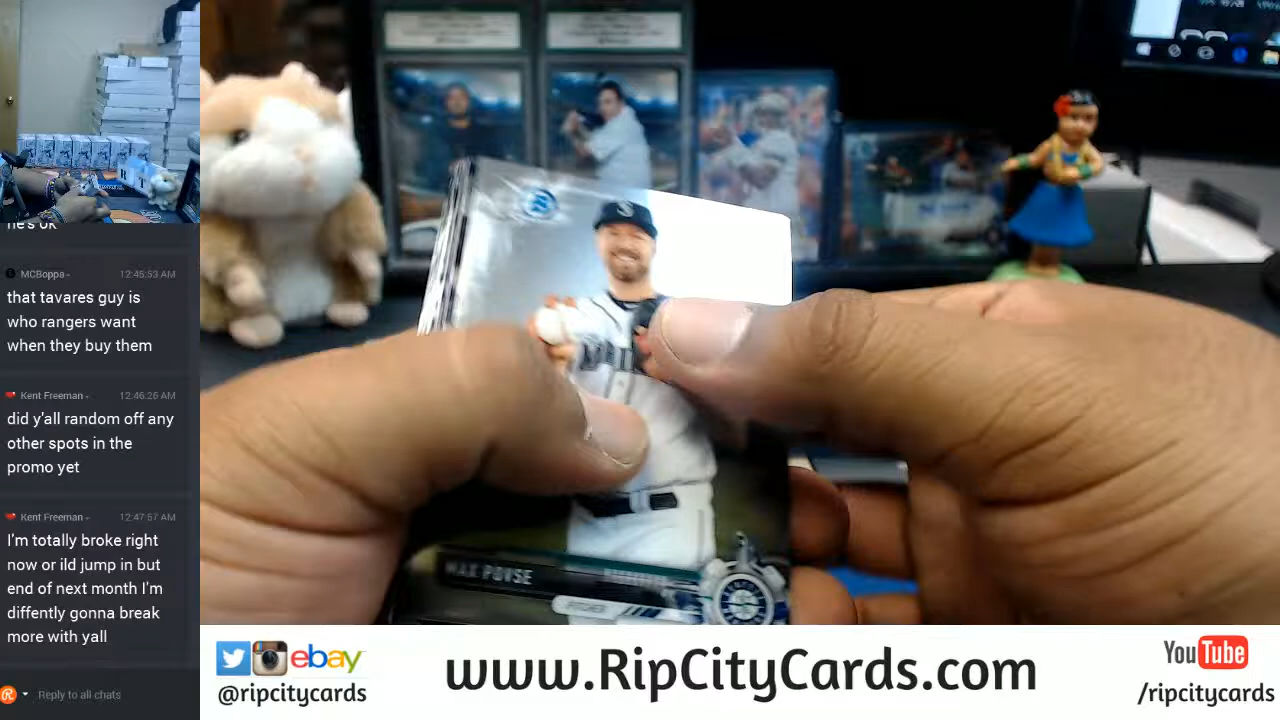 he's ok
MCBoppa
12:45:53 AM
that tavares guy is
who rangers want
when they buy them
Kent Freeman
12:46:26 AM
did y'all random off any
other spots in the
promo yet
Kent Freeman
12:47:57 AM
I'm totally broke right
now or ild jump in but
end of next month I'm
diffently gonna break
more with yall
Reply to all chats
MAX POVSE
PITCHER
ebay
@ripcitycards
www.RipCityCards.com
YouTube
/ripcitycards